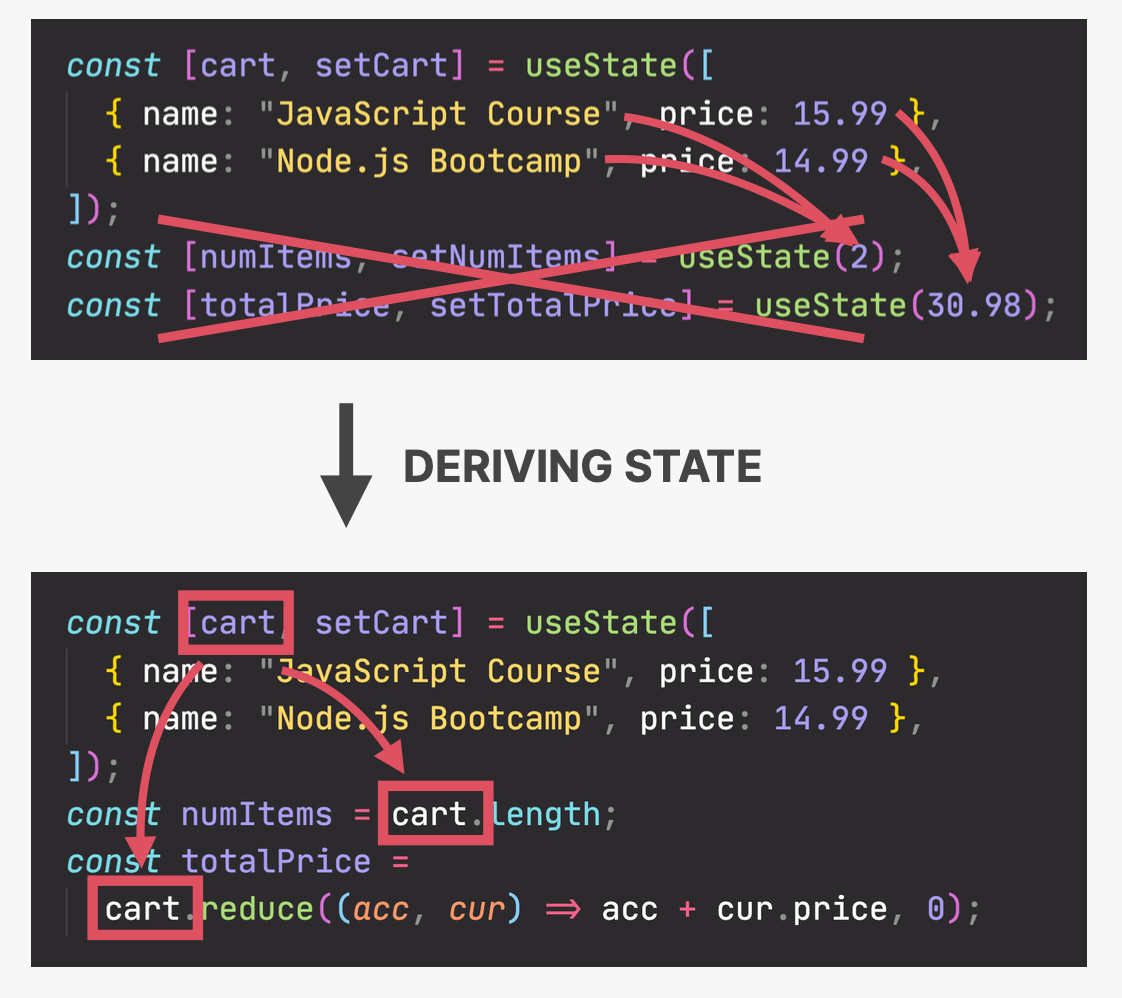 const [cart, setCart] = useState([
{ name: "JavaScript Course", price: 15.99 },
{ name: "Node.js Bootcamp", price: 14.99 },
]);
const [numItems, setNumItems] = useState(2);
const [totalPrice, setTotalPrice] = useState(30.98);
DERIVING STATE
const [cart, setCart] = useState([
{ name: "JavaScript Course", price: 15.99 },
{ name: "Node.js Bootcamp", price: 14.99 },
]);
const numItems = cart.length;
const totalPrice =
cart.reduce((acc, cur) => acc + cur.price, 0);